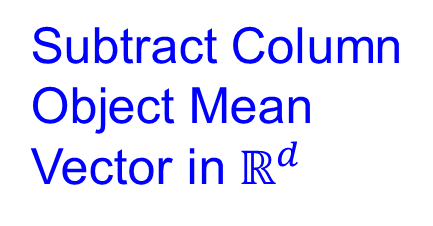 Subtract Column
Object Mean
Vector in ℝ^d